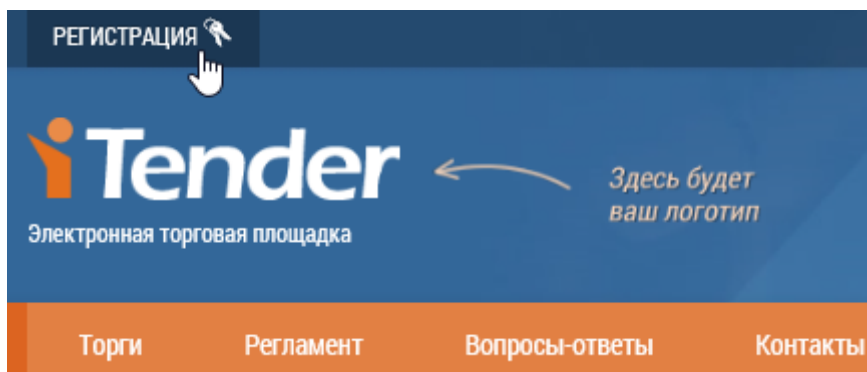 РЕГИСТРАЦИЯ
iTender
Здесь будет
ваш логотип
Электронная торговая площадка
Торги Регламент Вопросы-ответы Контакты